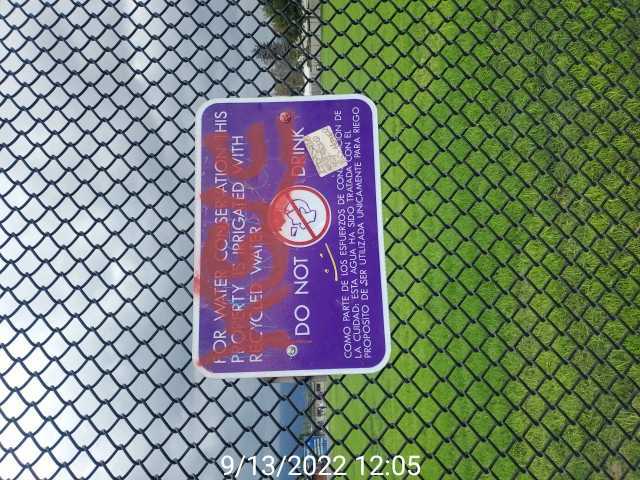 FOR WATER CONSERVATION THIS
PROPERTY IS IRRIGATED WITH
RECYCLED WATER
DO NOT DRINK
COMO PARTE DE LOS ESFUERZOS DE CONSERVACION DE
LA CUIDAD: ESTA AGUA HA SIDO TRATADA CON EL
PROPOSITO DE SER UTILIZADA UNICAMENTE PARA RIEGO
9/13/2022 12:05